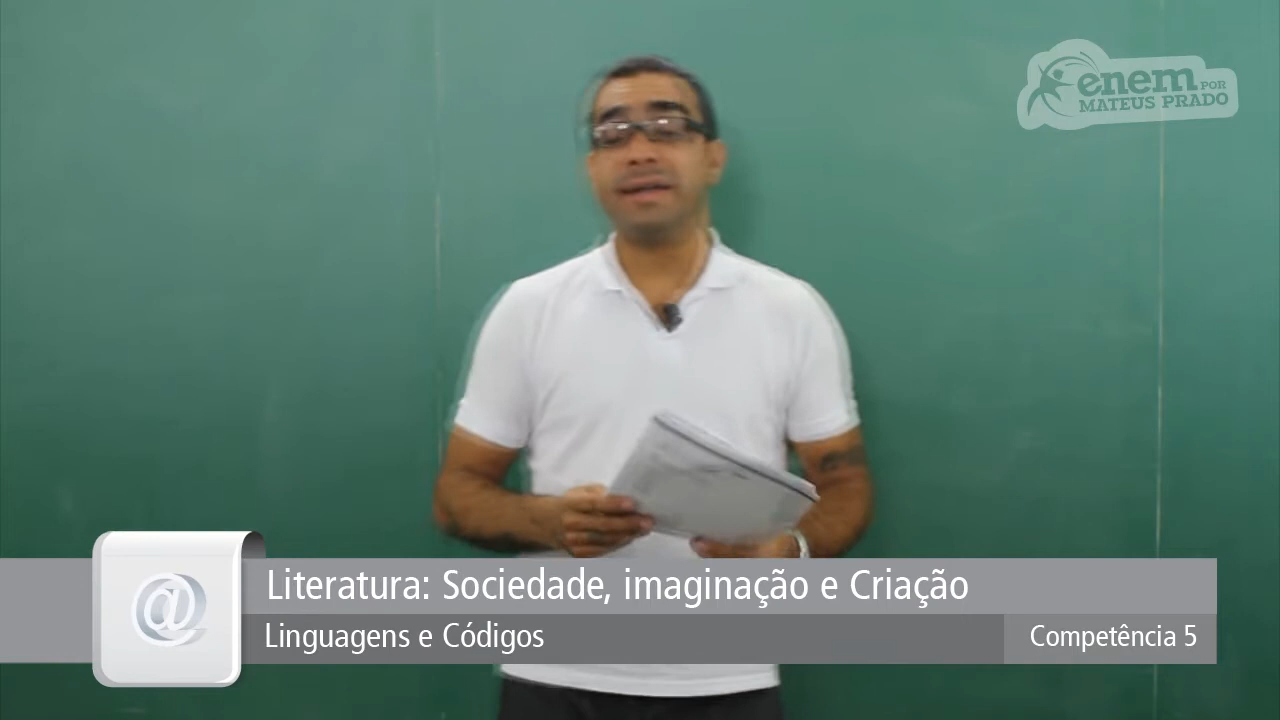 enem POR
MATEUS PRADO
@
Literatura: Sociedade, imaginação e Criação
Linguagens e Códigos
Competência 5